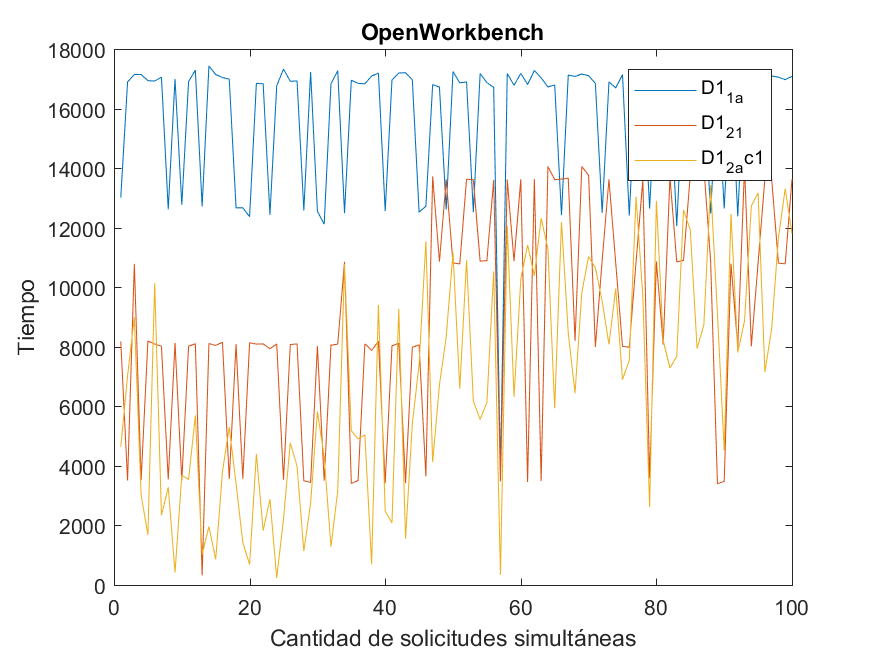 OpenWorkbench
18000
16000
14000
12000
10000
8000
6000
4000
2000
0
Tiempo
D1_1a
D1_21
D1_2ac1
0 20 40 60 80 100
Cantidad de solicitudes simultáneas